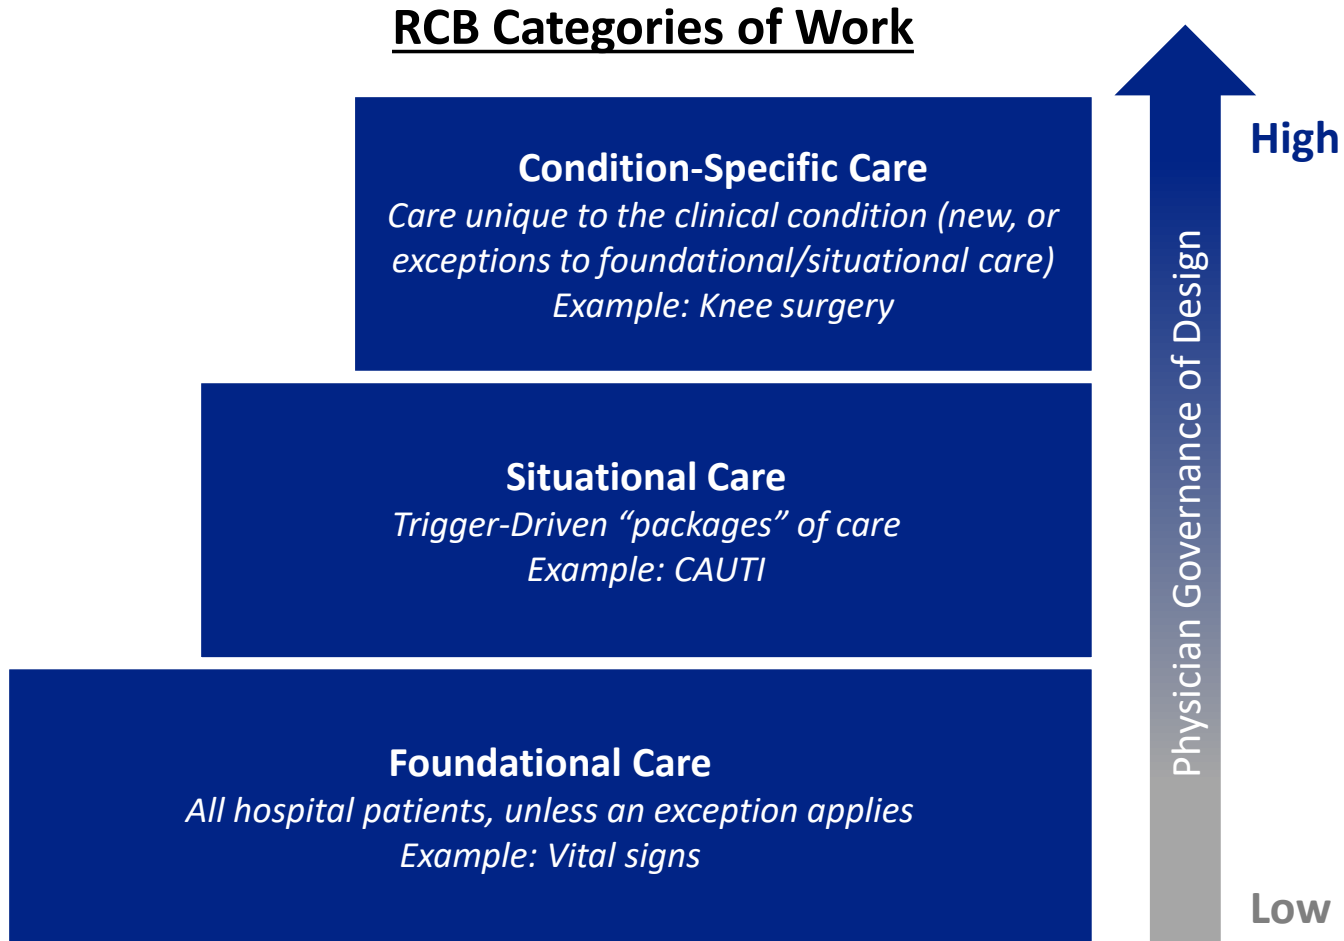 RCB Categories of Work
High
Condition-Specific Care
Care unique to the clinical condition (new, or
exceptions to foundational/situational care)
Example: Knee surgery
Physician Governance of Design
Situational Care
Trigger-Driven “packages” of care
Example: CAUTI
Foundational Care
All hospital patients, unless an exception applies
Example: Vital signs
Low